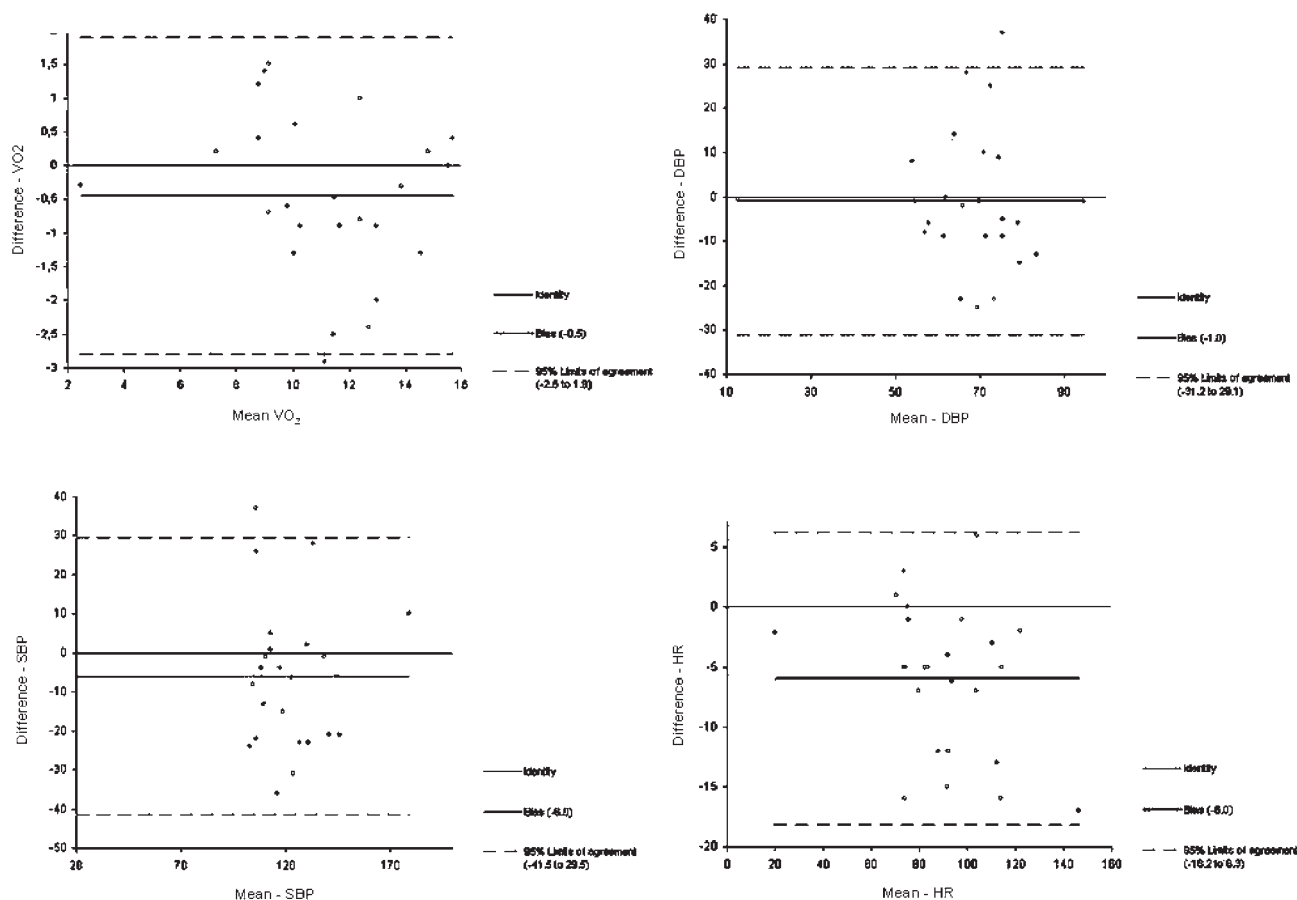 1,5
1
0,5
0
-0,5
-1
-1,5
-2
-2,5
-3
2
4
6
8
10
12
14
16
Difference - VO2
Mean VO₂
Identity
Bias (-0.5)
95% Limits of agreement
40
30
20
10
0
-10
-20
-30
-40
10
30
50
70
90
Difference - DBP
Mean - DBP
Identity
Bias (-1.0)
95% Limits of agreement
(-31.2 to 29.1)
40
30
20
10
0
-10
-20
-30
-40
-50
20
70
120
170
Difference - SBP
Mean - SBP
Identity
Bias (-6.0)
95% Limits of agreement
(-41.5 to 29.5)
5
0
-5
-10
-15
-20
0
20
40
60
80
100
120
140
160
Difference - HR
Mean - HR
Identity
Bias (-6.0)
95% Limits of agreement
(-18.2 to 6.3)